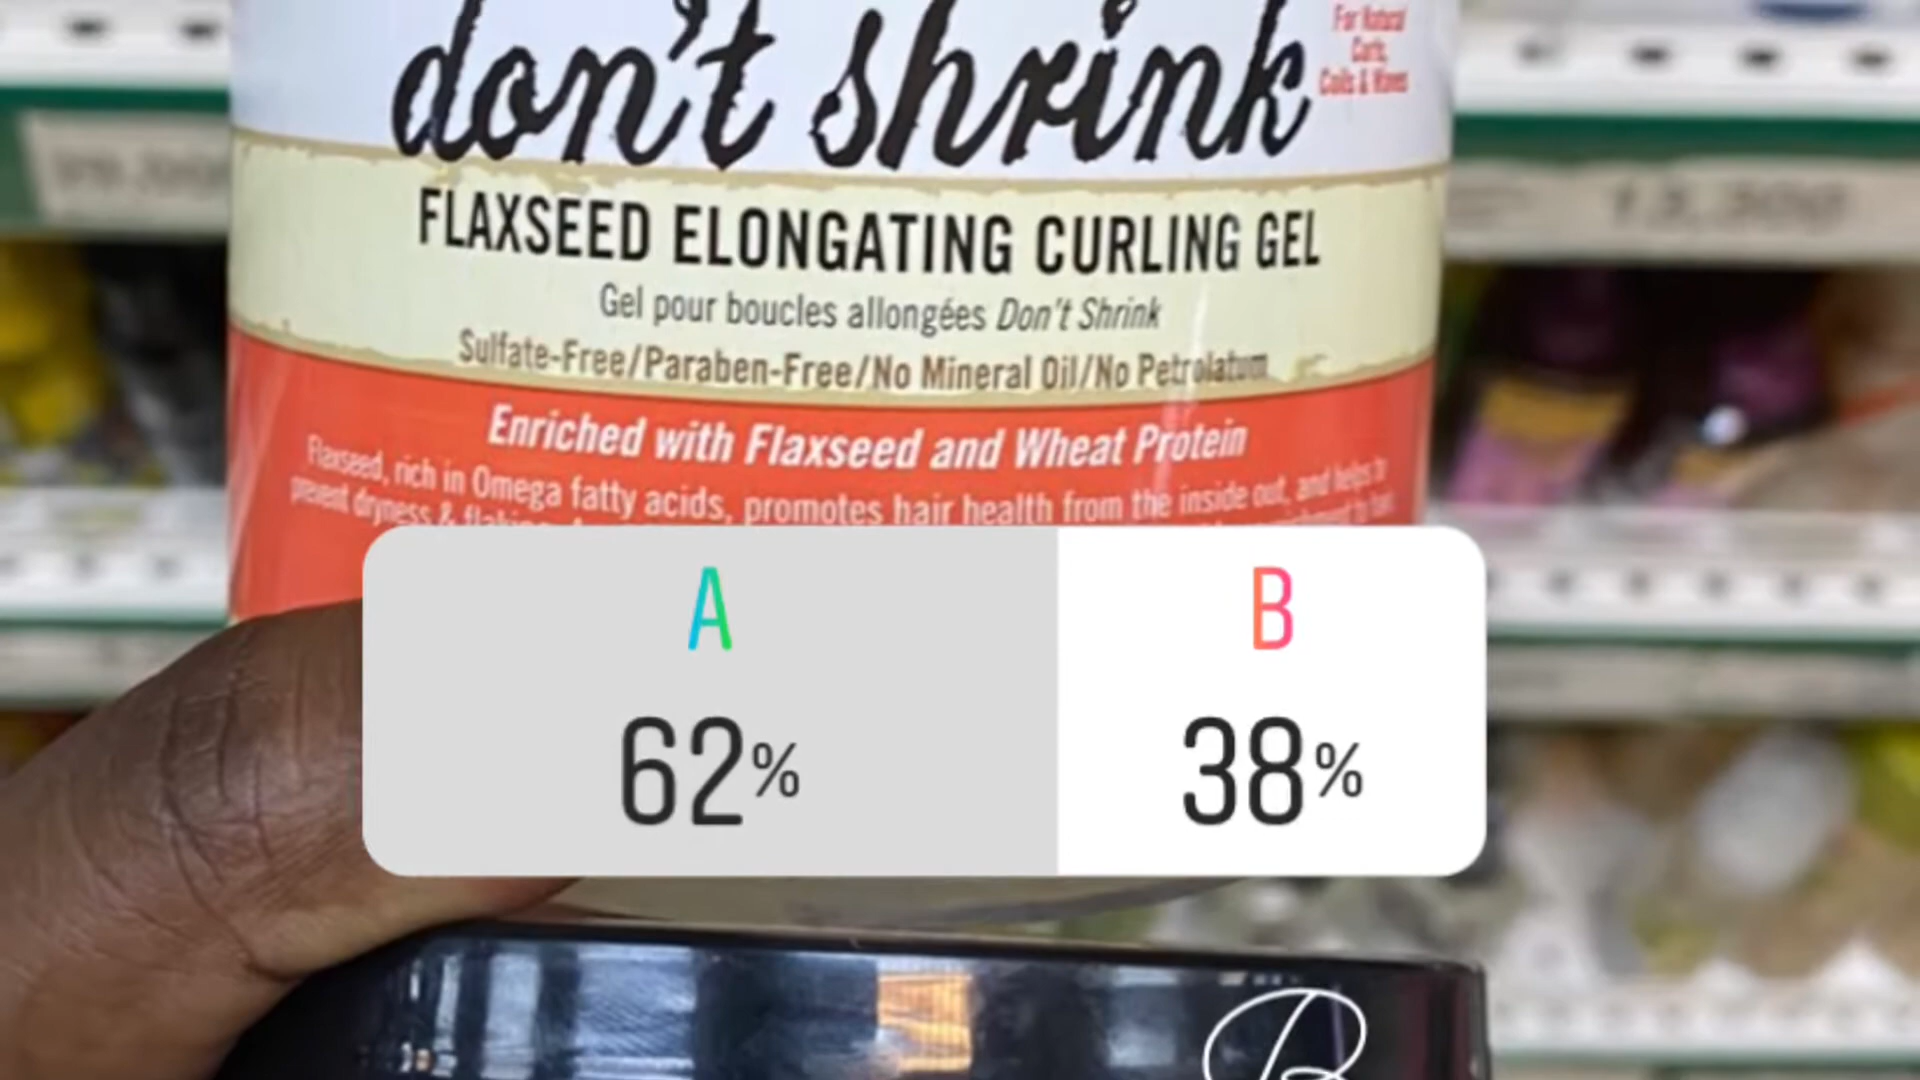 don't shrink
For Natural
Curls,
Coils & Waves
FLAXSEED ELONGATING CURLING GEL
Gel pour boucles allongées Don't Shrink
Sulfate-Free/Paraben-Free/No Mineral Oil/No Petrolatum
Enriched with Flaxseed and Wheat Protein
Flaxseed, rich in Omega fatty acids, promotes hair health from the inside out, and helps to
prevent dryness & flaking.
A B
62% 38%
B